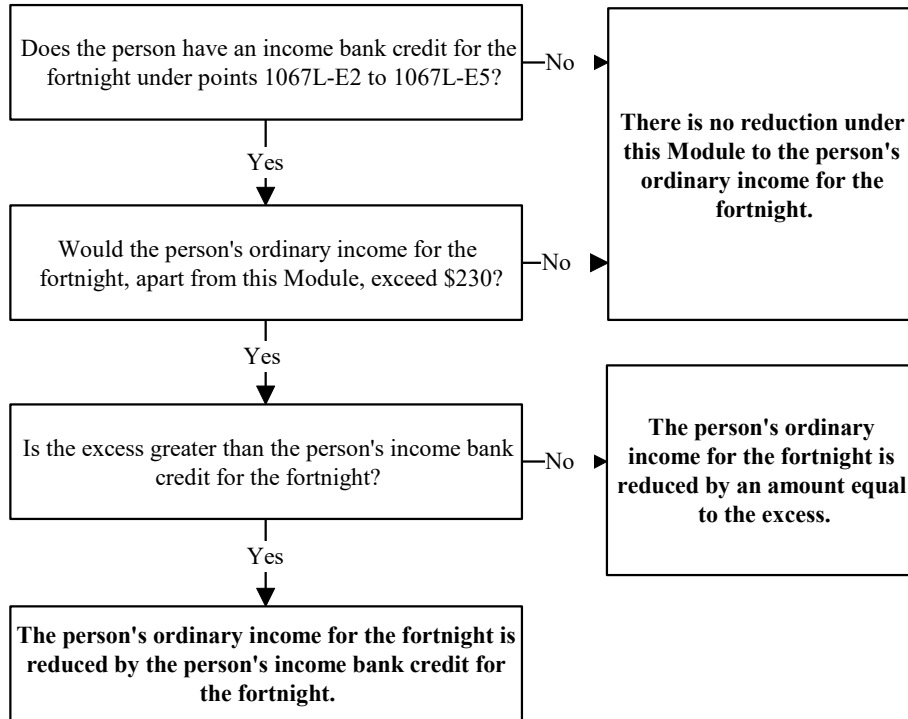 Does the person have an income bank credit for the
fortnight under points 1067L-E2 to 1067L-E5?
No
There is no reduction under
this Module to the person's
ordinary income for the
fortnight.
Yes
Would the person's ordinary income for the
fortnight, apart from this Module, exceed $230?
No
Yes
Is the excess greater than the person's income bank
credit for the fortnight?
No
The person's ordinary
income for the fortnight is
reduced by an amount equal
to the excess.
Yes
The person's ordinary income for the fortnight is
reduced by the person's income bank credit for
the fortnight.